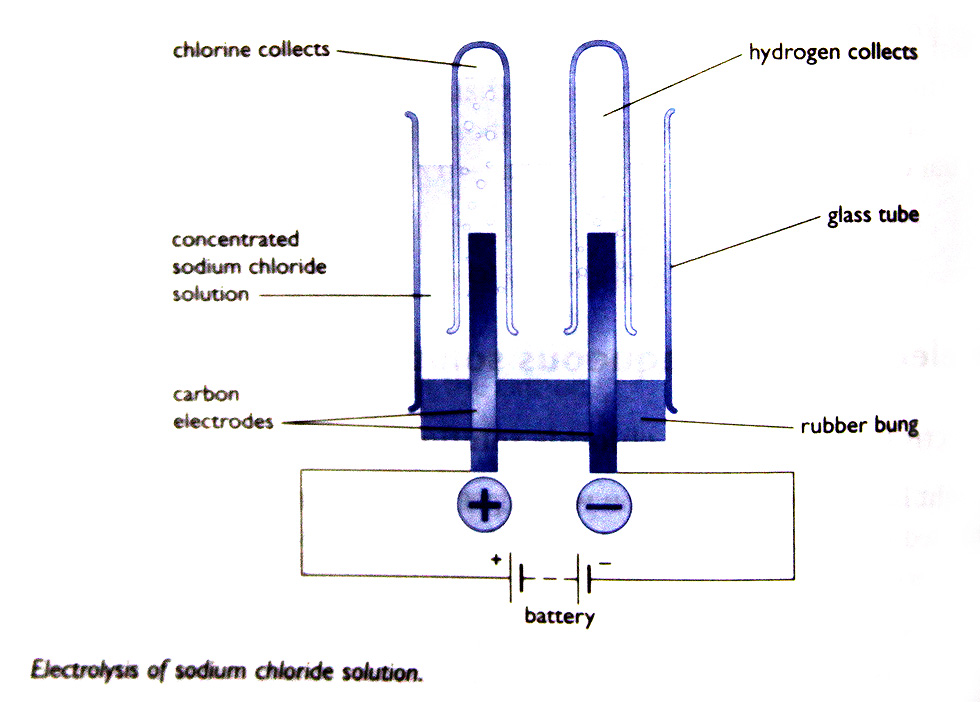 chlorine collects
hydrogen collects
glass tube
concentrated
sodium chloride
solution
carbon
electrodes
rubber bung
+ −
+ −
battery
Electrolysis of sodium chloride solution.